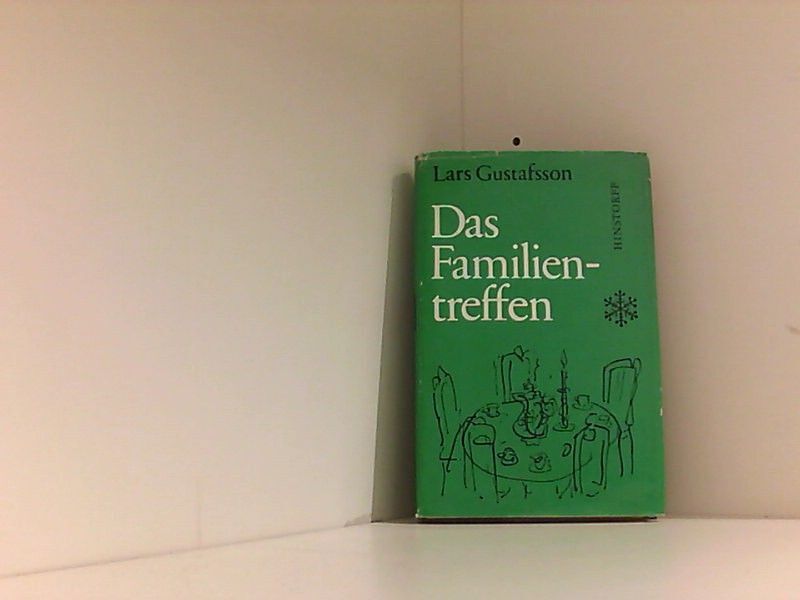 Lars Gustafsson
Das
Familien-
treffen
HINSTORFF